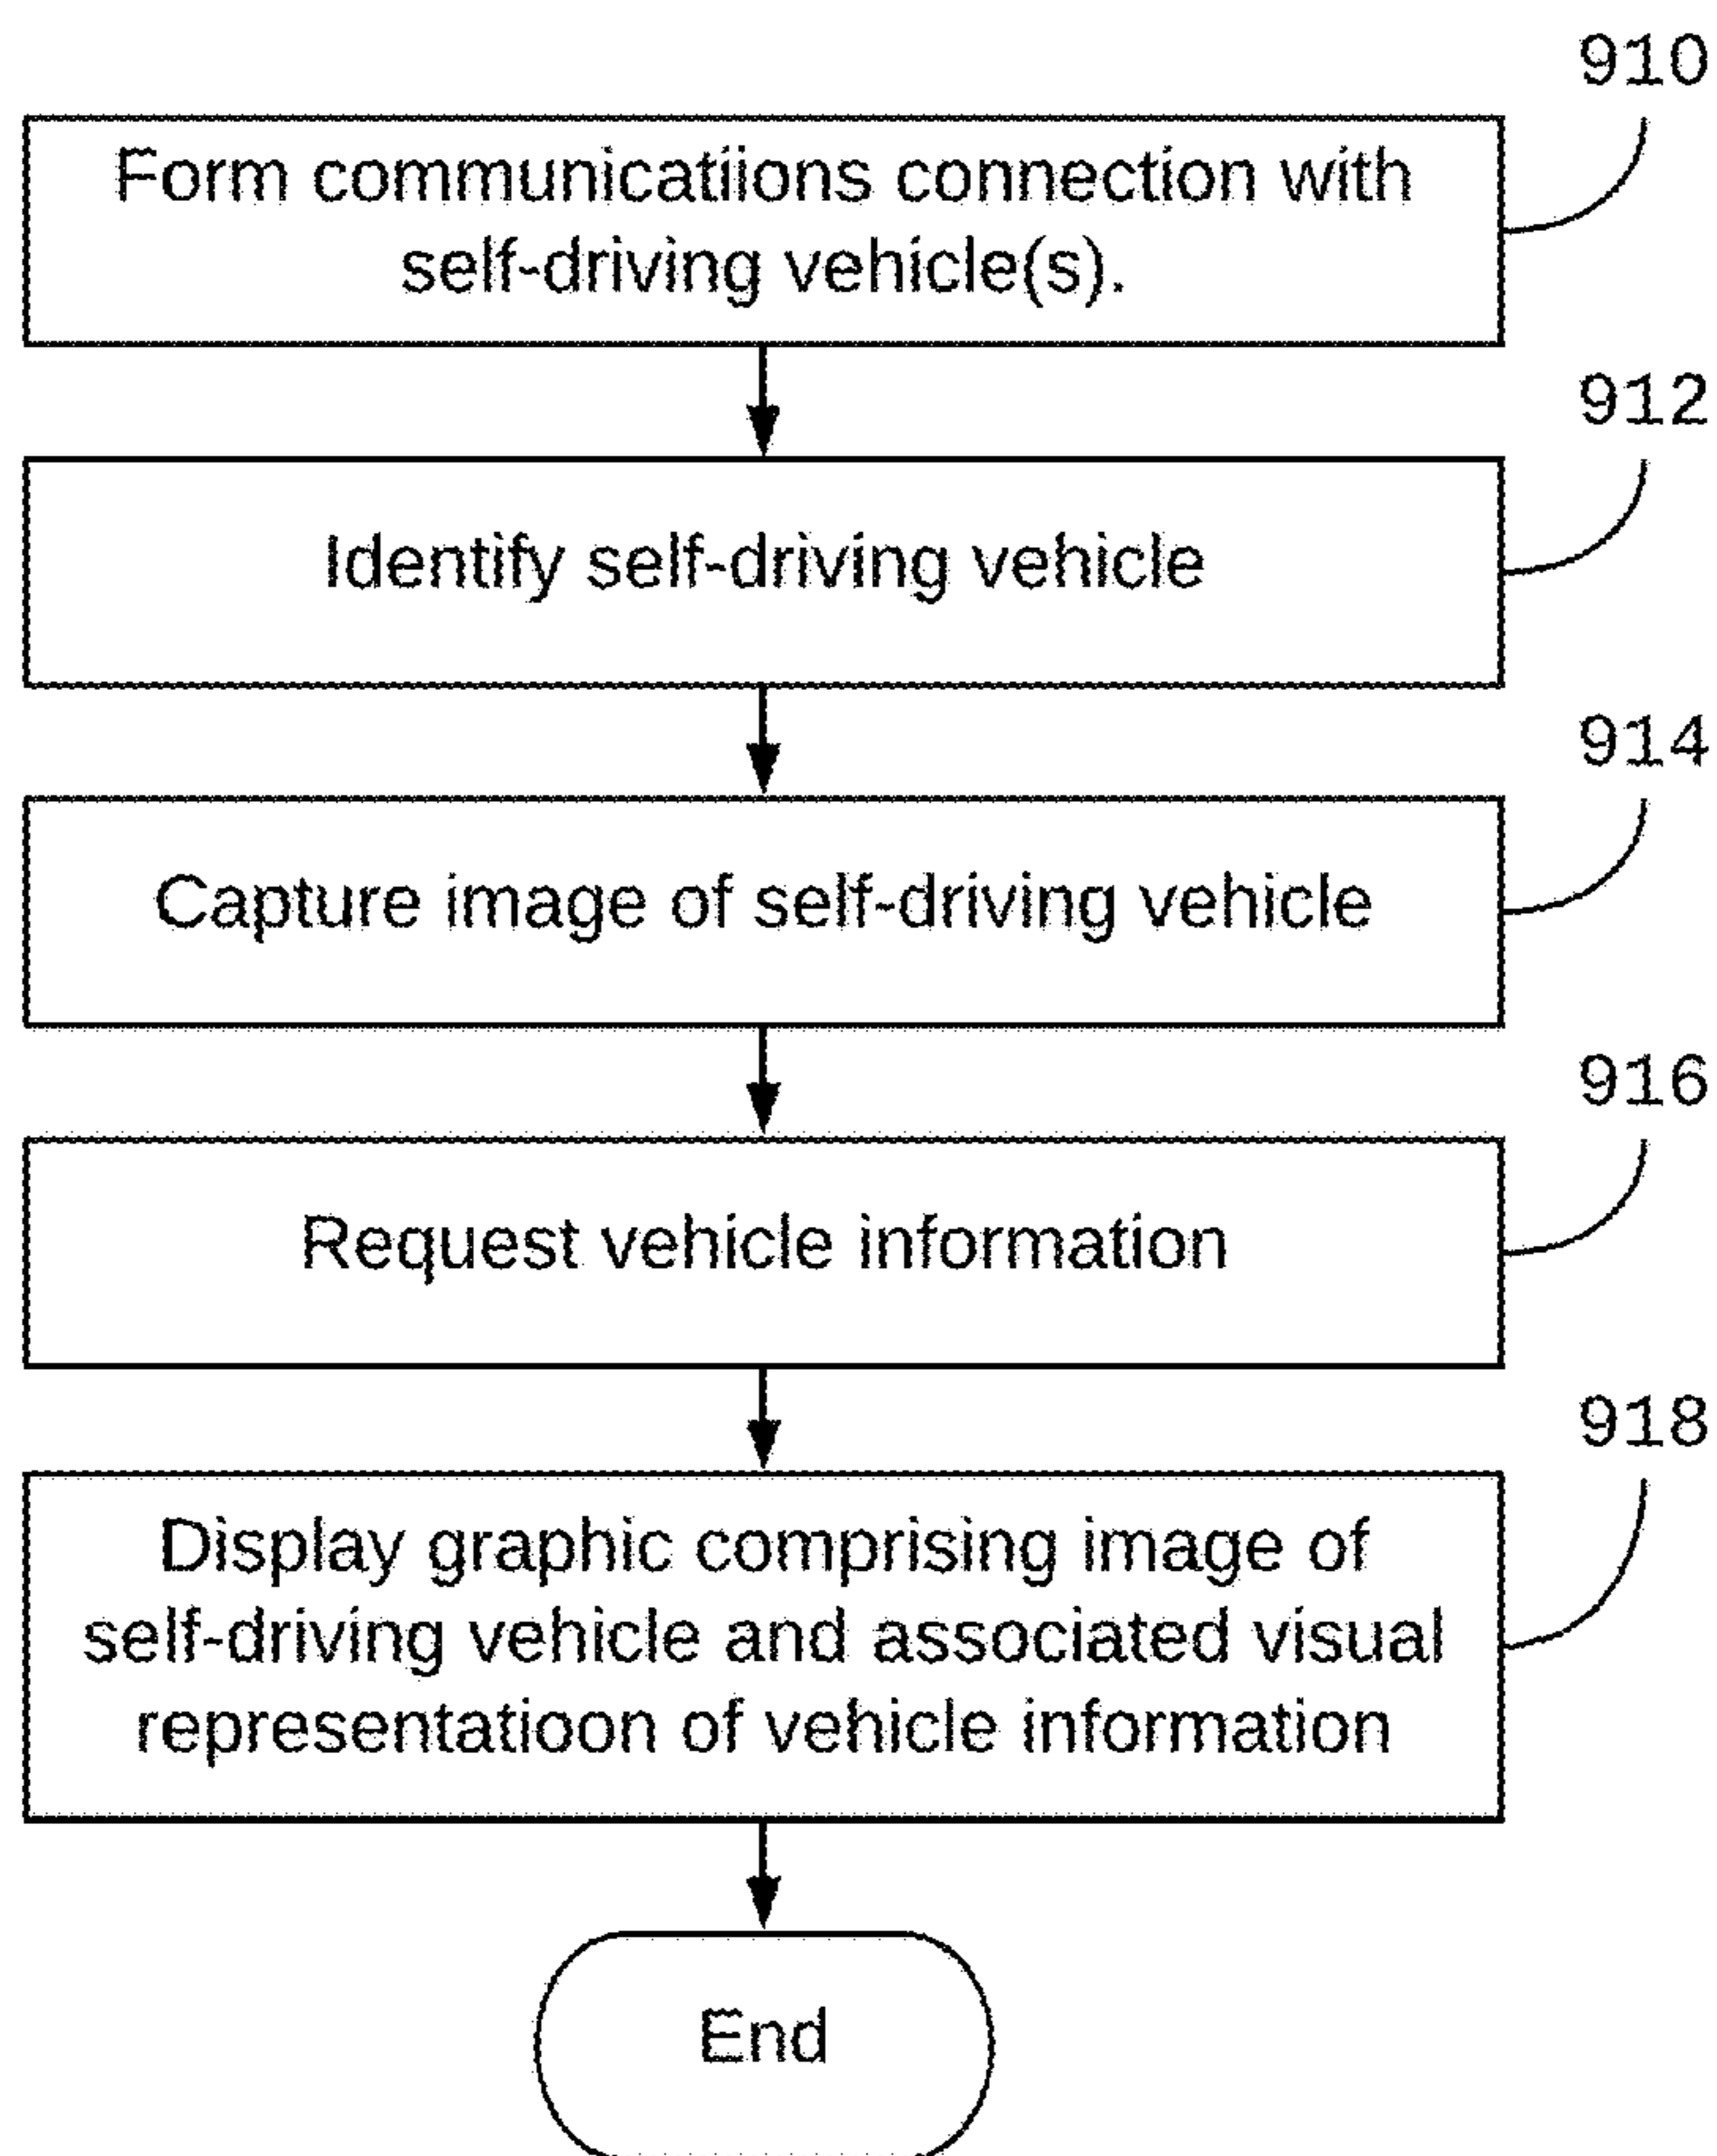 910
Form communicatiions connection with
self-driving vehicle(s).
912
Identify self-driving vehicle
914
Capture image of self-driving vehicle
916
Request vehicle information
918
Display graphic comprising image of
self-driving vehicle and associated visual
representatioon of vehicle information
End